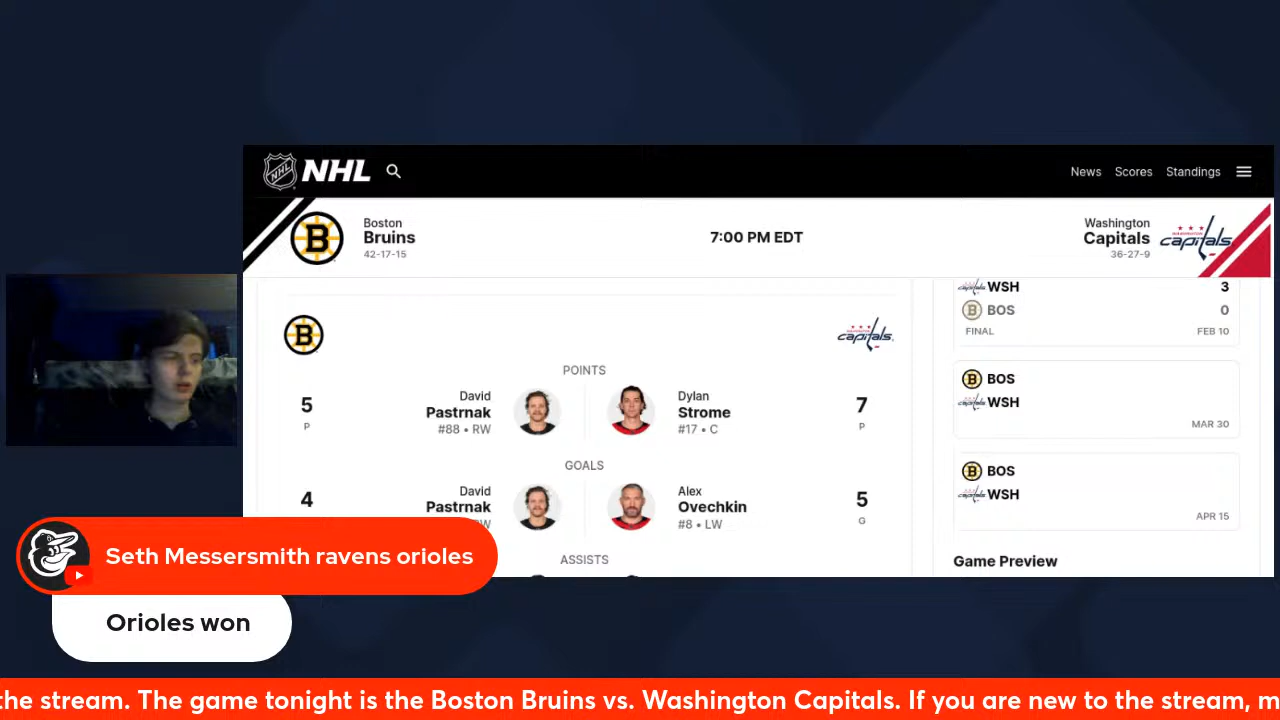 NHL
News Scores Standings
Boston
Bruins
42-17-15
7:00 PM EDT
Washington
Capitals
36-27-9
capitals
B
capitals
POINTS
5
P
David
Pastrnak
#88 • RW
Dylan
Strome
#17 • C
7
P
GOALS
4
David
Pastrnak
RW
Alex
Ovechkin
#8 • LW
5
G
ASSISTS
WSH 3
BOS 0
FINAL FEB 10
BOS
WSH
MAR 30
BOS
WSH
APR 15
Game Preview
Seth Messersmith ravens orioles
Orioles won
the stream. The game tonight is the Boston Bruins vs. Washington Capitals. If you are new to the stream, m